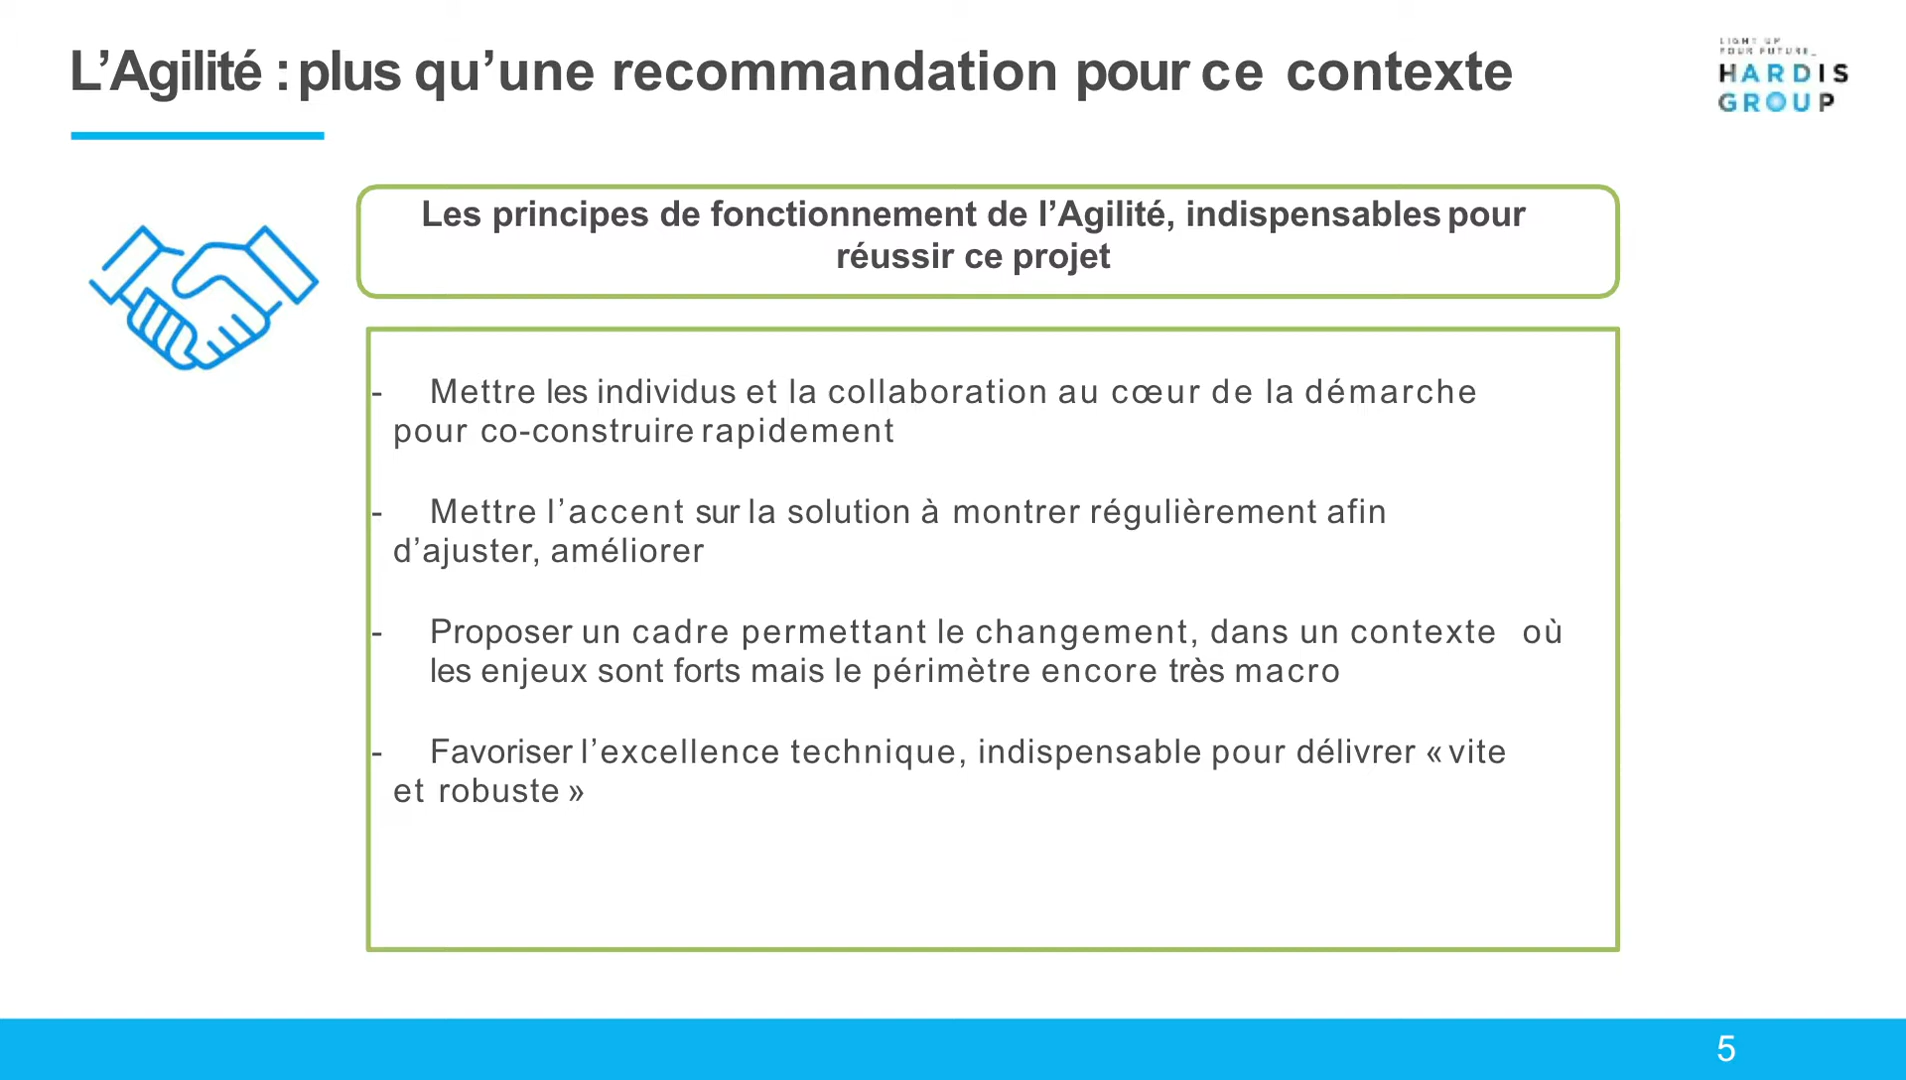 L’Agilité : plus qu’une recommandation pour ce contexte
LIGHT UP
YOUR FUTURE_
HARDIS
GROUP
Les principes de fonctionnement de l’Agilité, indispensables pour
réussir ce projet
- Mettre les individus et la collaboration au cœur de la démarche
pour co-construire rapidement
- Mettre l’accent sur la solution à montrer régulièrement afin
d’ajuster, améliorer
- Proposer un cadre permettant le changement, dans un contexte où
les enjeux sont forts mais le périmètre encore très macro
- Favoriser l’excellence technique, indispensable pour délivrer « vite
et robuste »
5